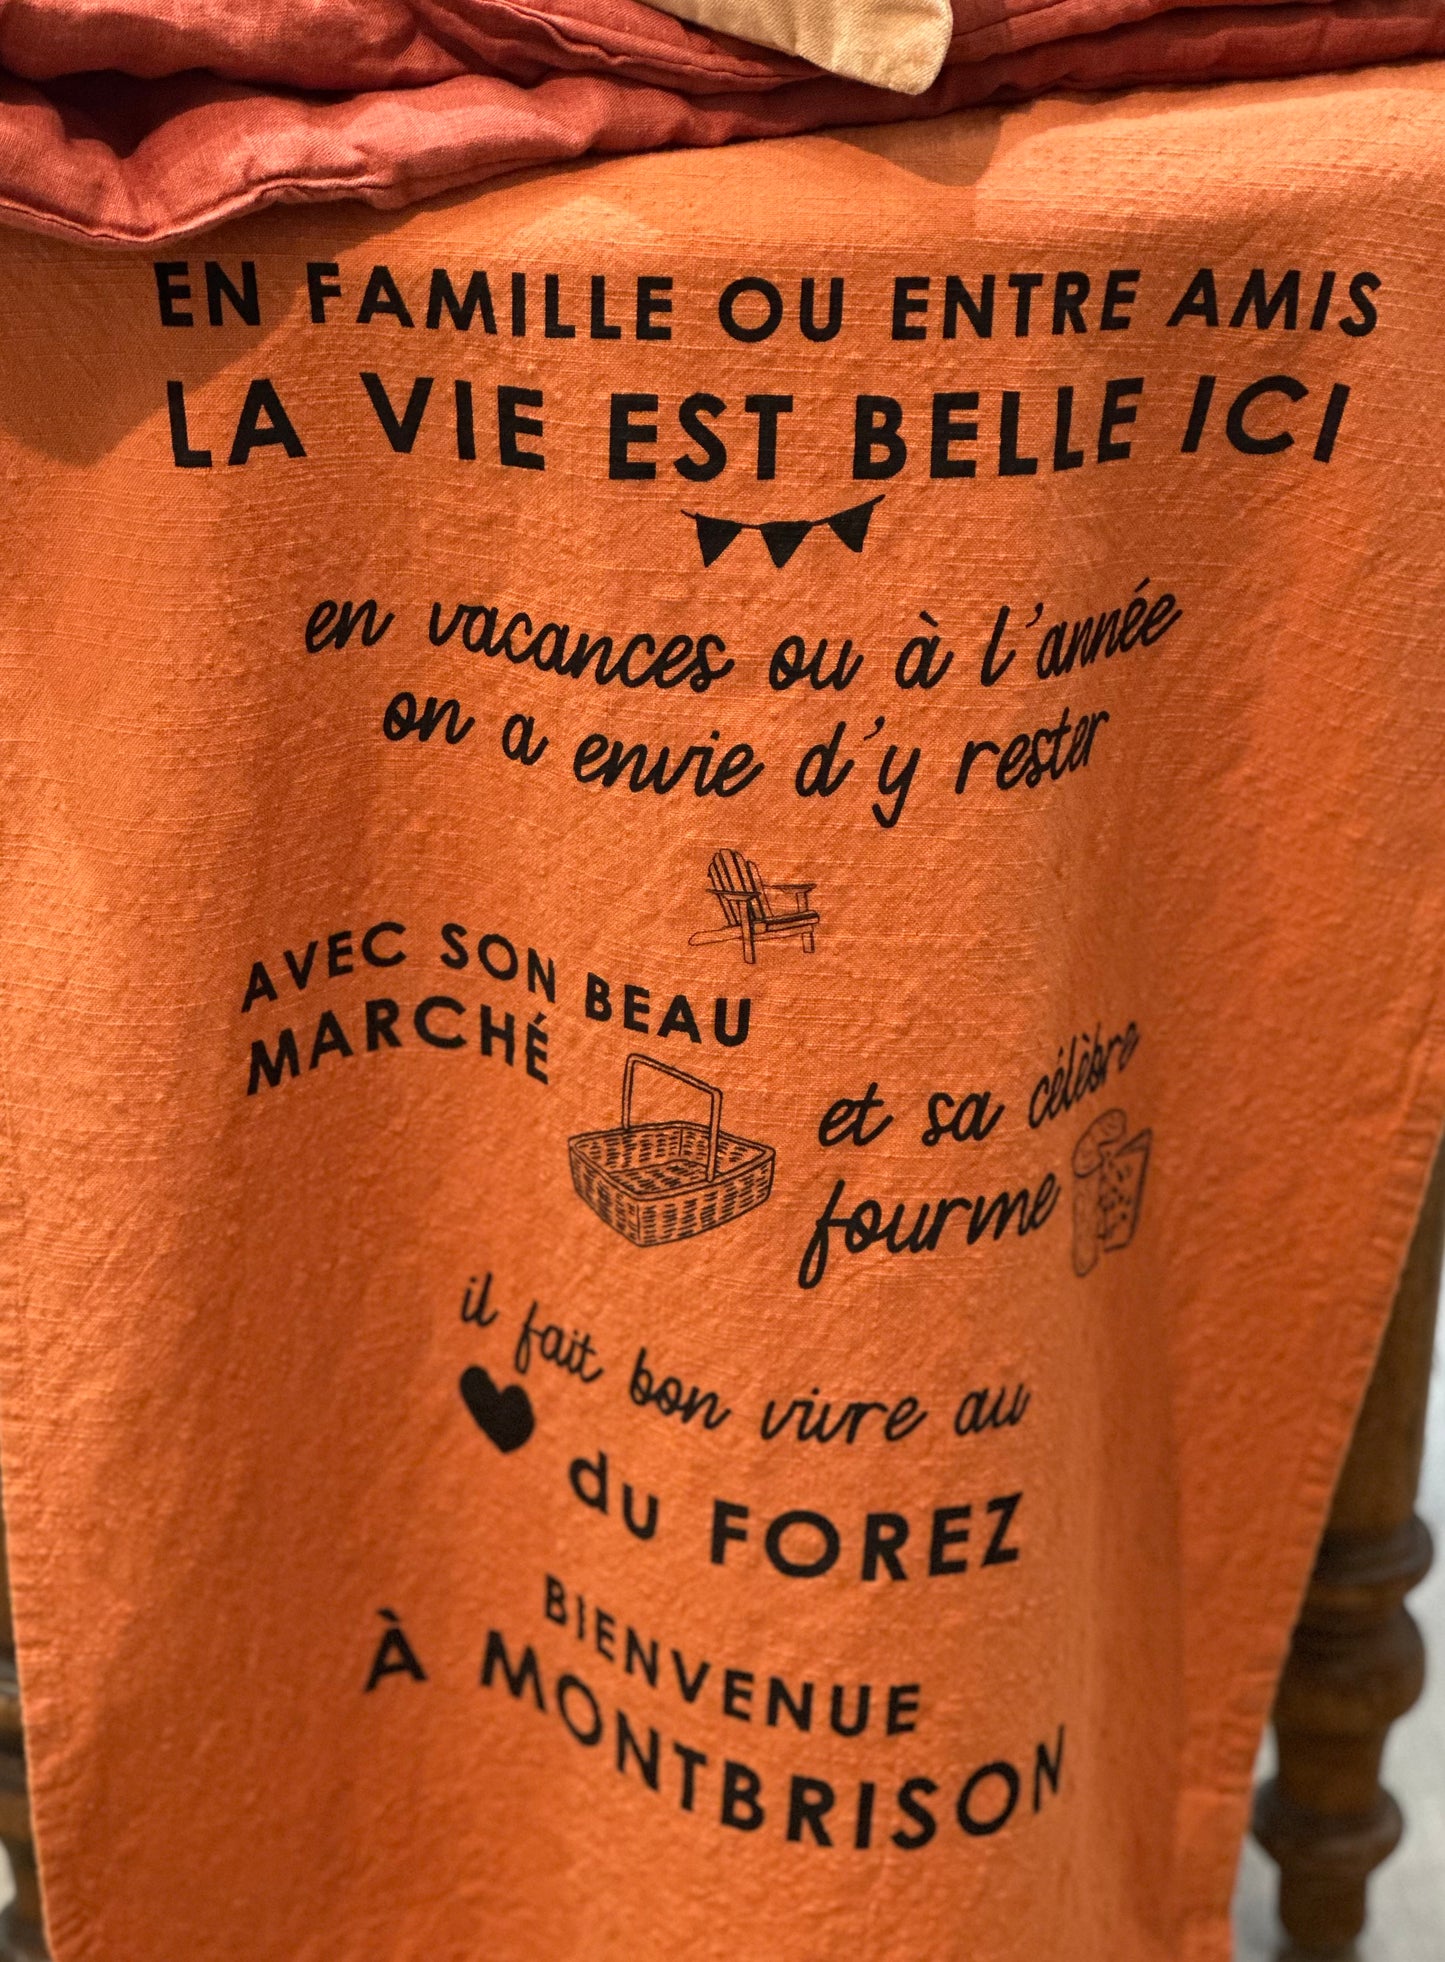 EN FAMILLE OU ENTRE AMIS
LA VIE EST BELLE ICI
en vacances ou à l'année
on a envie d'y rester
AVEC SON BEAU
MARCHÉ
et sa célèbre
fourme
il fait bon vivre au
du FOREZ
BIENVENUE
À MONTBRISON